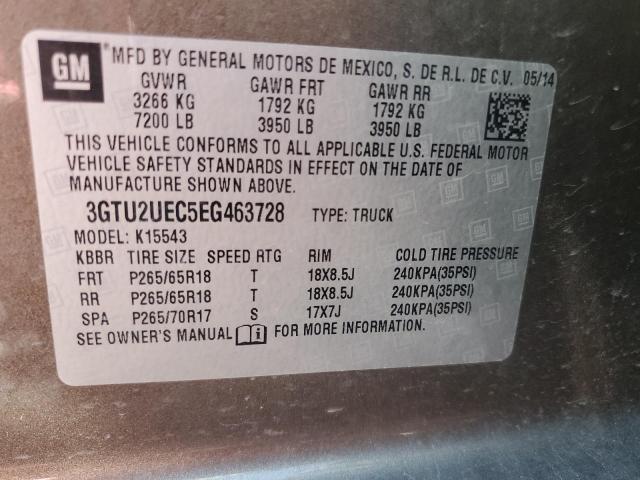 GM
*MFD BY GENERAL MOTORS DE MEXICO, S. DE R.L. DE C.V. 05/14
GVWR GAWR FRT GAWR RR
3266 KG 1792 KG 1792 KG
7200 LB 3950 LB 3950 LB
THIS VEHICLE CONFORMS TO ALL APPLICABLE U.S. FEDERAL MOTOR
VEHICLE SAFETY STANDARDS IN EFFECT ON THE DATE OF
MANUFACTURE SHOWN ABOVE.
3GTU2UEC5EG463728 TYPE: TRUCK
MODEL: K15543
KBBR TIRE SIZE SPEED RTG RIM COLD TIRE PRESSURE
FRT P265/65R18 T 18X8.5J 240KPA(35PSI)
RR P265/65R18 T 18X8.5J 240KPA(35PSI)
SPA P265/70R17 S 17X7J 240KPA(35PSI)
SEE OWNER'S MANUAL FOR MORE INFORMATION.